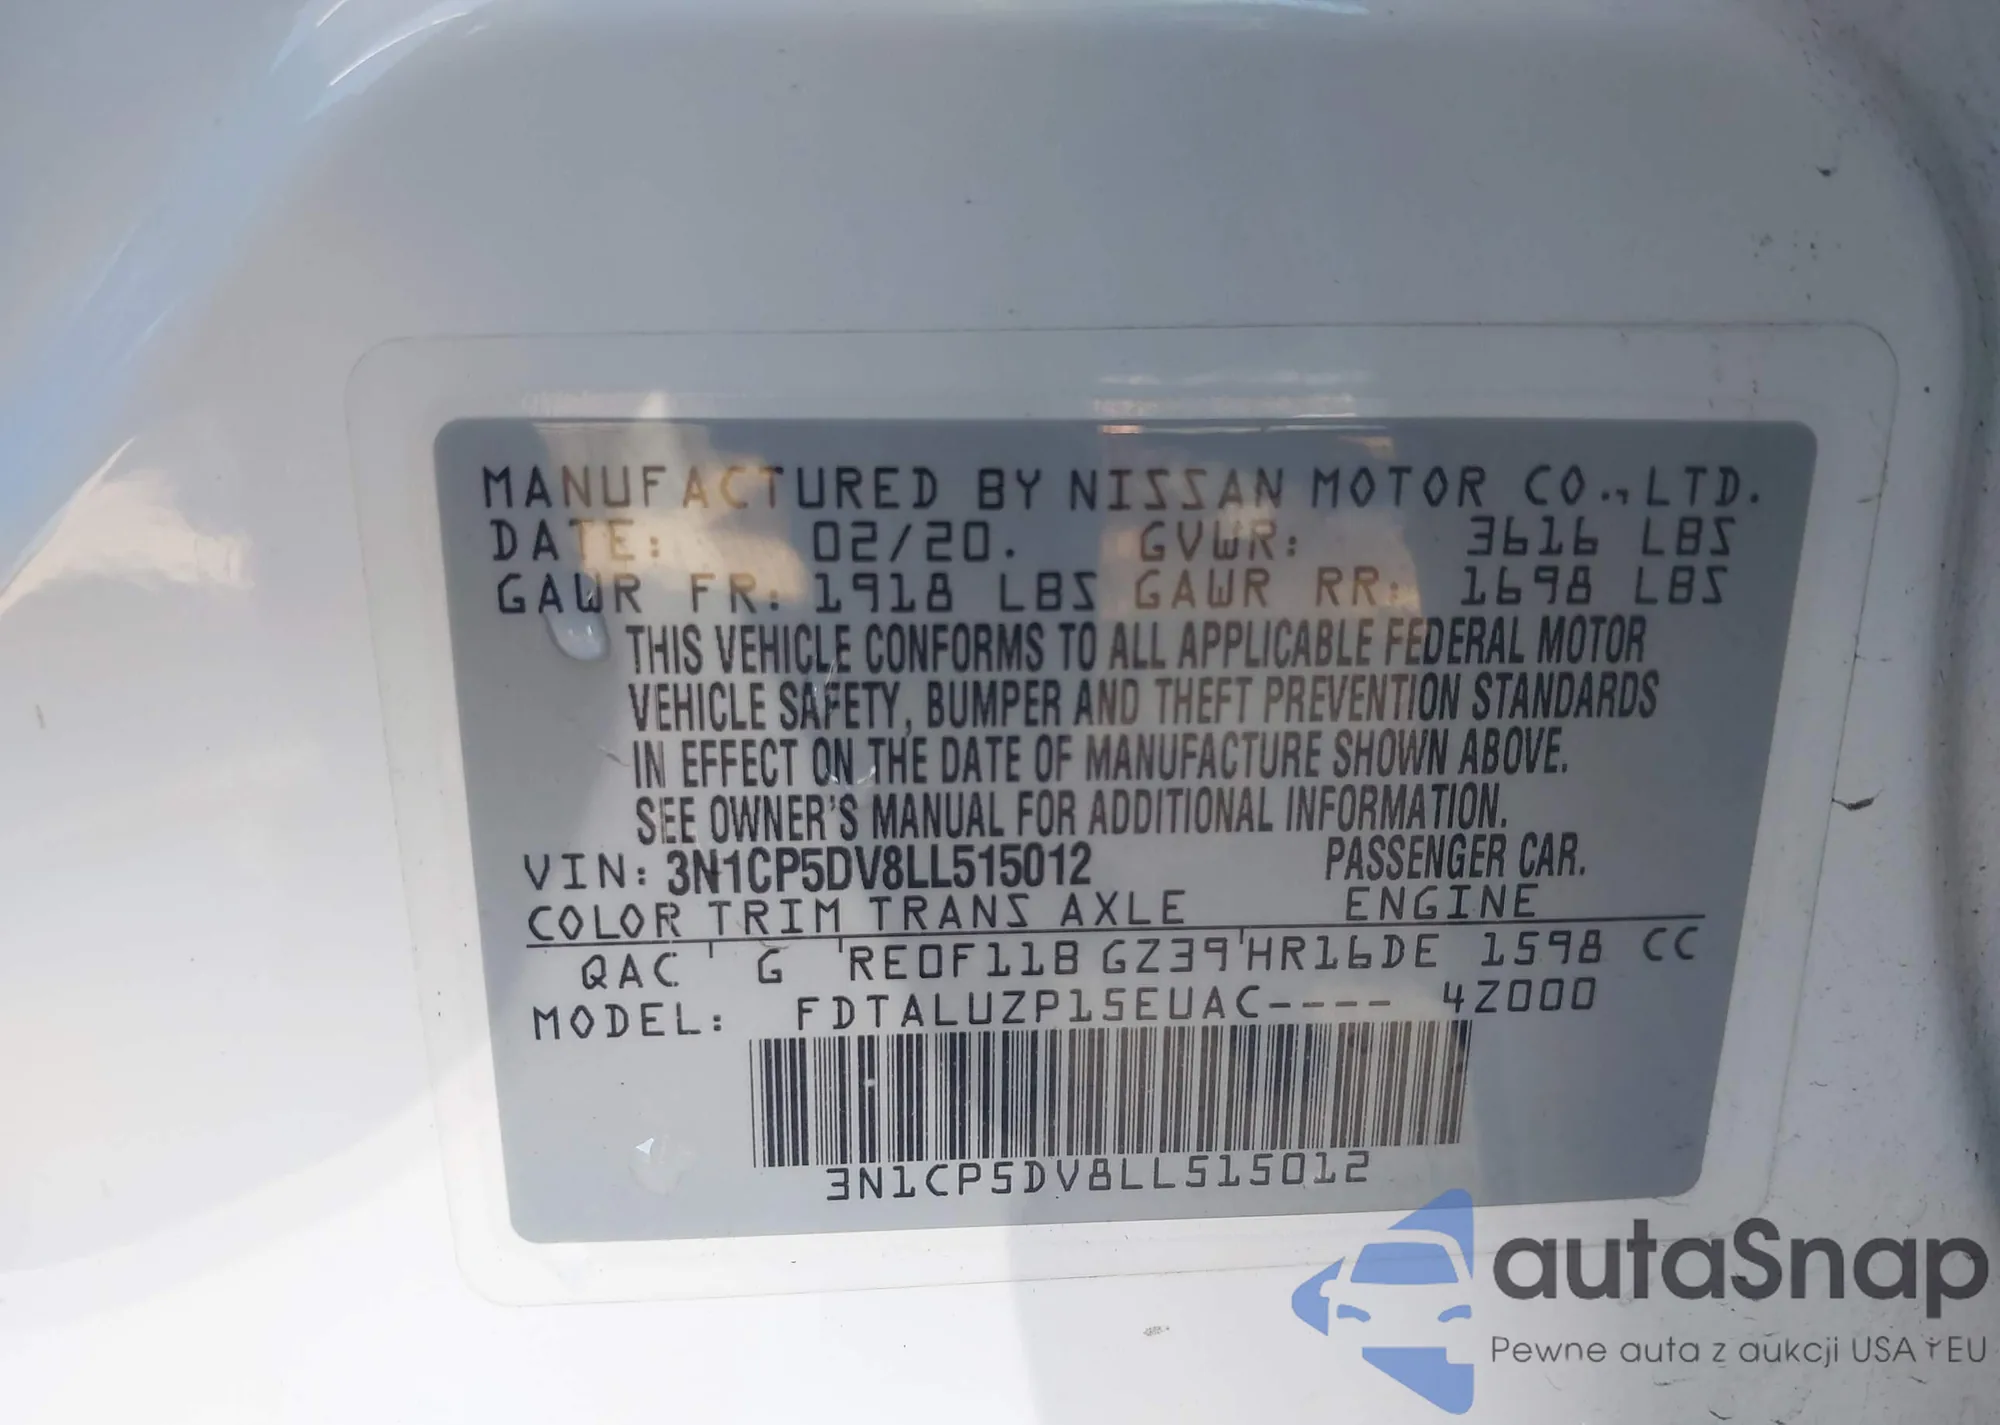 MANUFACTURED BY NISSAN MOTOR CO., LTD.
DATE: 02/20. GVWR: 3616 LBS
GAWR FR: 1918 LBS GAWR RR: 1698 LBS
THIS VEHICLE CONFORMS TO ALL APPLICABLE FEDERAL MOTOR
VEHICLE SAFETY, BUMPER AND THEFT PREVENTION STANDARDS
IN EFFECT ON THE DATE OF MANUFACTURE SHOWN ABOVE.
SEE OWNER'S MANUAL FOR ADDITIONAL INFORMATION.
VIN: 3N1CP5DV8LL515012 PASSENGER CAR.
COLOR TRIM TRANS AXLE ENGINE
QAC G RE0F11B GZ39 HR16DE 1598 CC
MODEL: FDTALUZP15EUAC---- 4Z000
3N1CP5DV8LL515012
autaSnap
Pewne auta z aukcji USA i EU